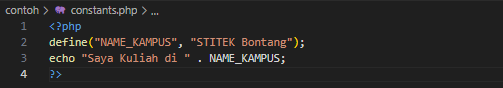 contoh > constants.php > ...
1 <?php
2 define("NAME_KAMPUS", "STITEK Bontang");
3 echo "Saya Kuliah di " . NAME_KAMPUS;
4 ?>